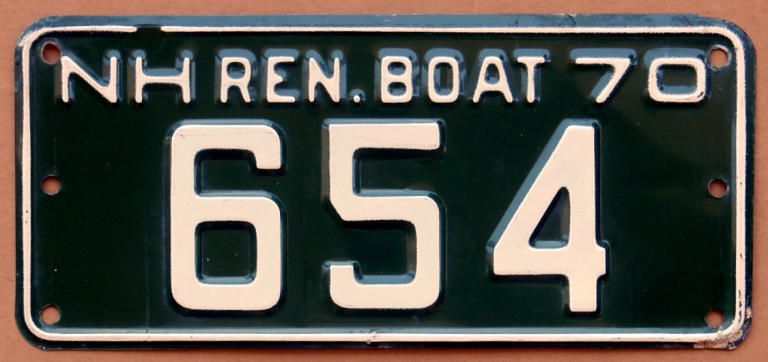 NH REN. BOAT 70
654